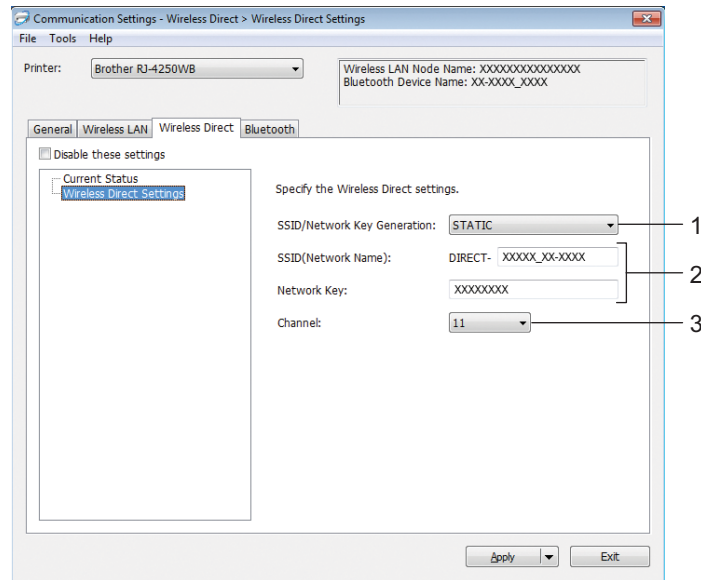 Communication Settings - Wireless Direct > Wireless Direct Settings
File Tools Help
Printer: Brother RJ-4250WB
Wireless LAN Node Name: XXXXXXXXXXXXXXX
Bluetooth Device Name: XX-XXXX_XXXX
General Wireless LAN Wireless Direct Bluetooth
Disable these settings
Current Status
Wireless Direct Settings
Specify the Wireless Direct settings.
SSID/Network Key Generation: STATIC 1
SSID(Network Name): DIRECT- XXXXX_XX-XXXX
2
Network Key: XXXXXXXX
Channel: 11 3
Apply Exit